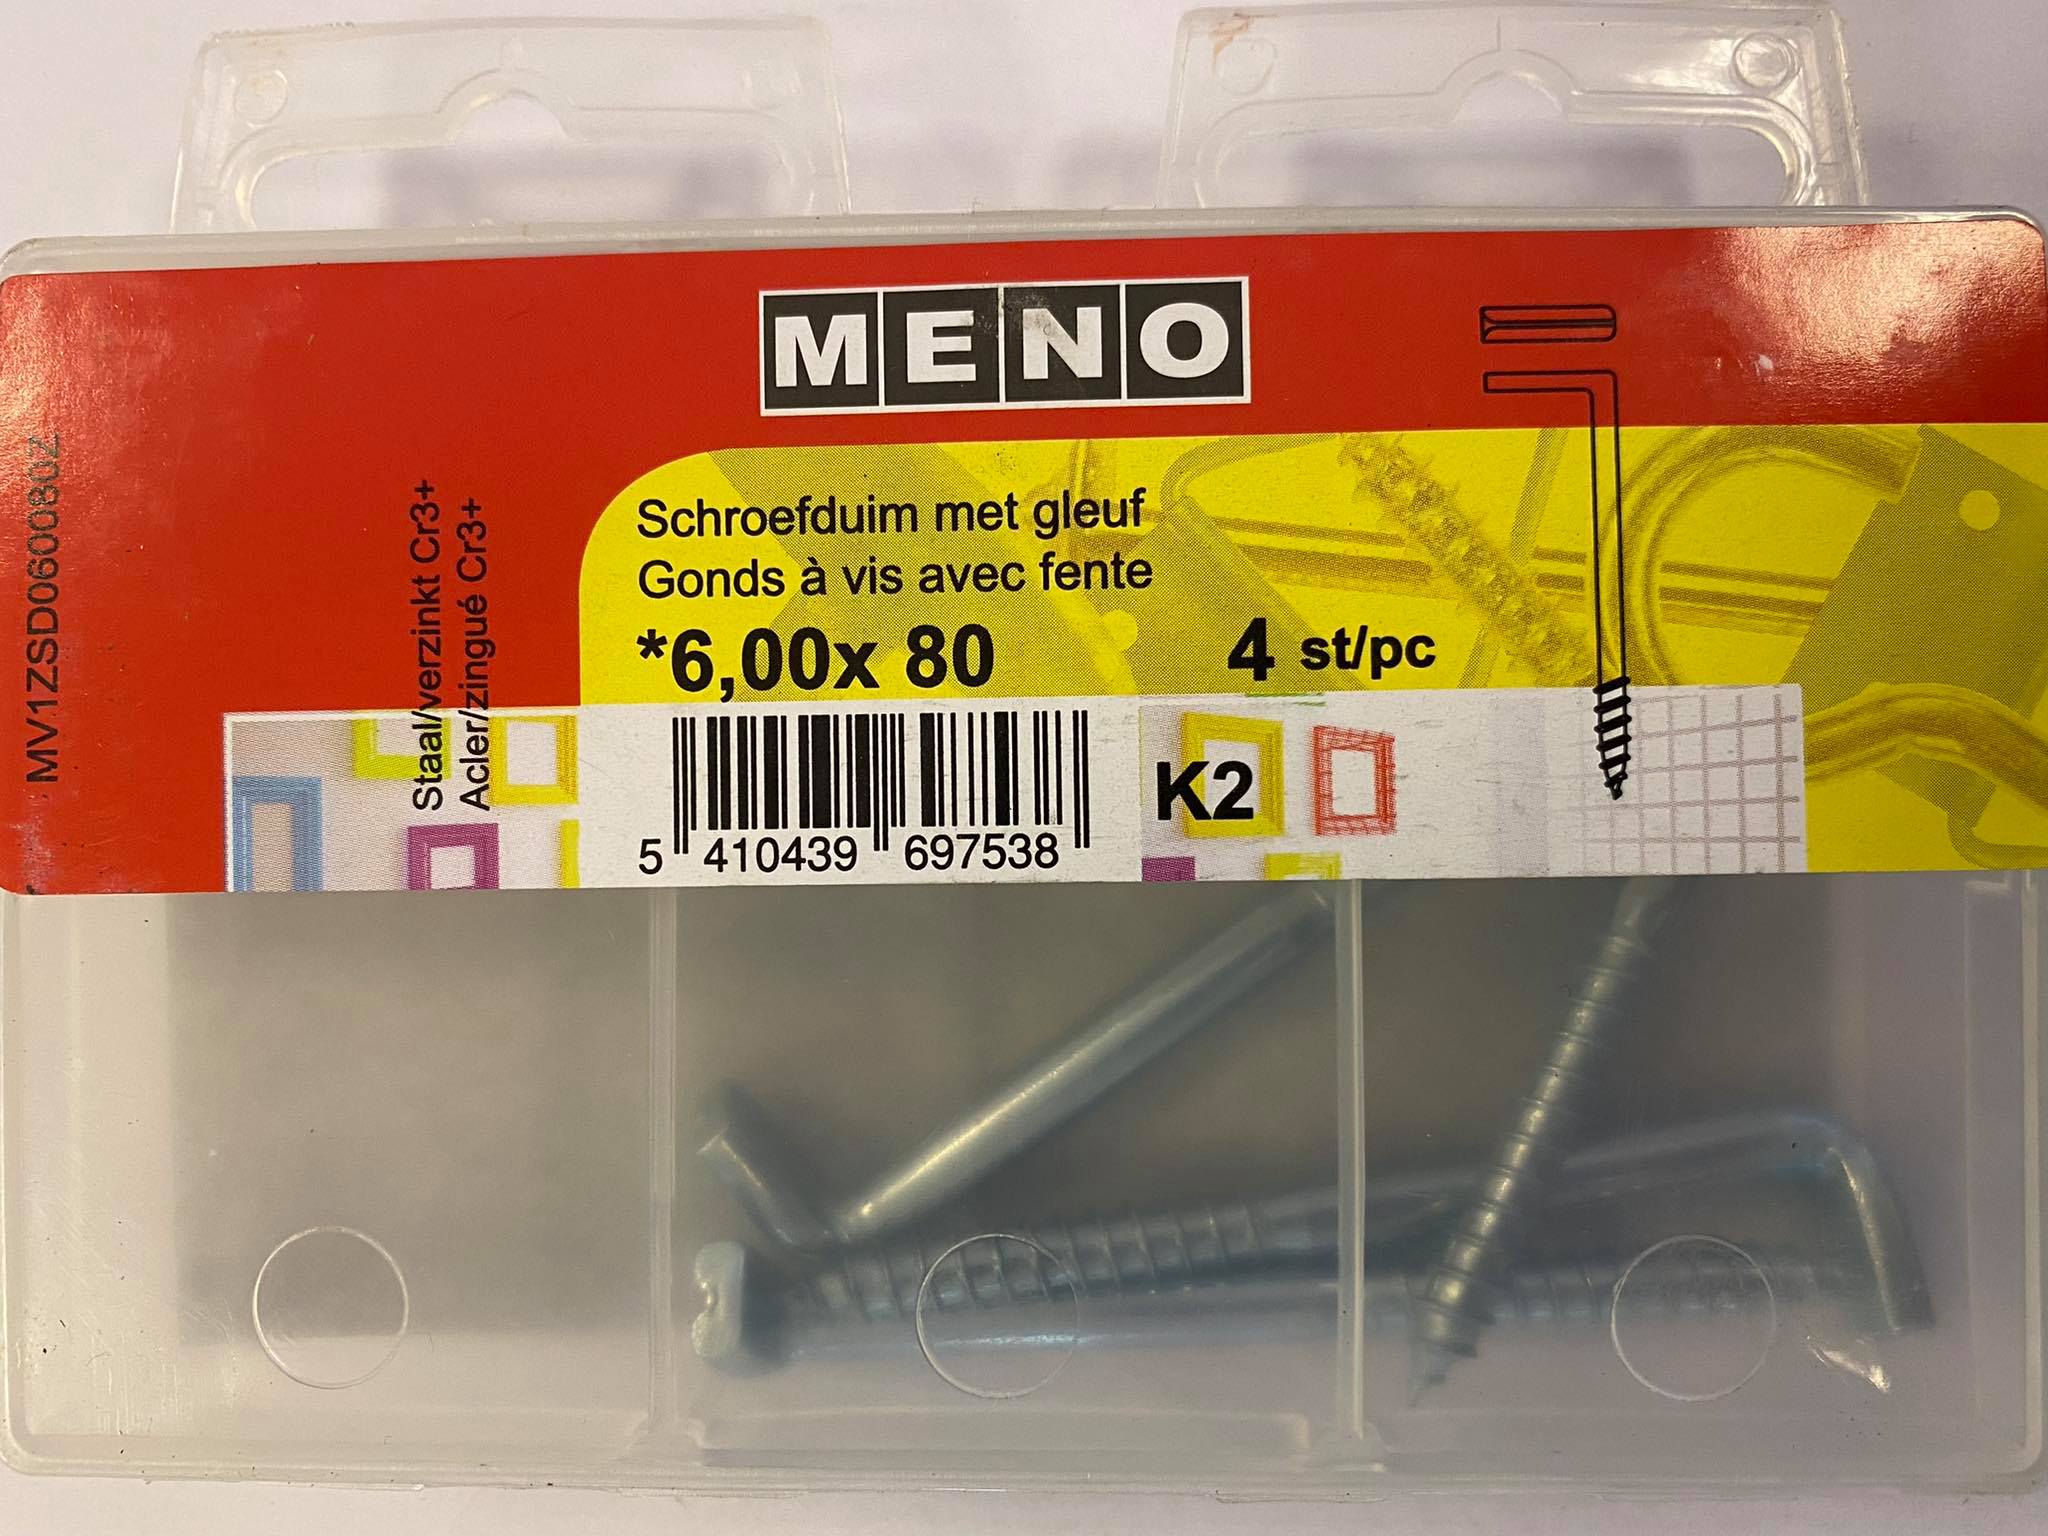 MENO
MV1ZSD060080Z
Staal/verzinkt Cr3+
Acier/zingué Cr3+
Schroefduim met gleuf
Gonds à vis avec fente
*6,00x 80 4 st/pc
5 410439 697538
K2